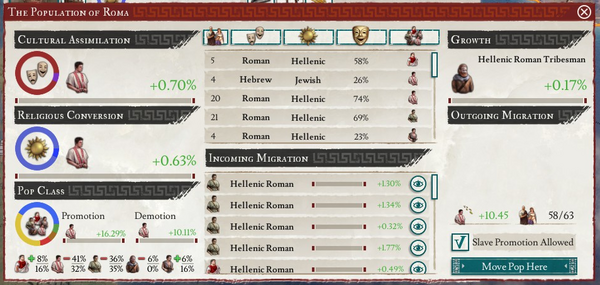 The Population of Roma
Cultural Assimilation
+0.70%
Religious Conversion
+0.63%
Pop Class
Promotion
Demotion
+16.29%
+10.11%
8% 41% 36% 6% 6%
16% 32% 35% 0% 16%
5 Roman Hellenic 58%
4 Hebrew Jewish 26%
20 Roman Hellenic 74%
21 Roman Hellenic 69%
4 Roman Hellenic 23%
Incoming Migration
Hellenic Roman +1.30%
Hellenic Roman +1.34%
Hellenic Roman +0.32%
Hellenic Roman +1.77%
Hellenic Roman +0.49%
Growth
Hellenic Roman Tribesman
+0.17%
Outgoing Migration
+10.45 58/63
Slave Promotion Allowed
Move Pop Here